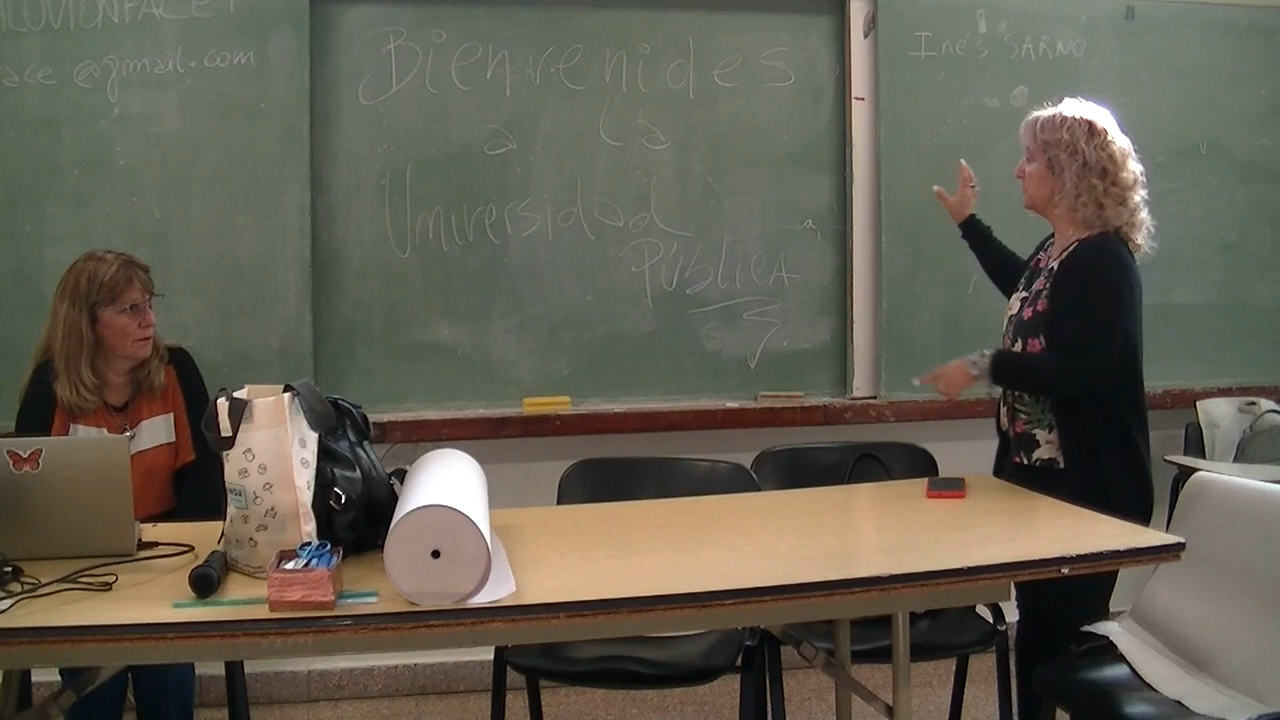 ace @gmail.com
Bienvenides
a la
Universidad
PúblicA
Inés SARNO